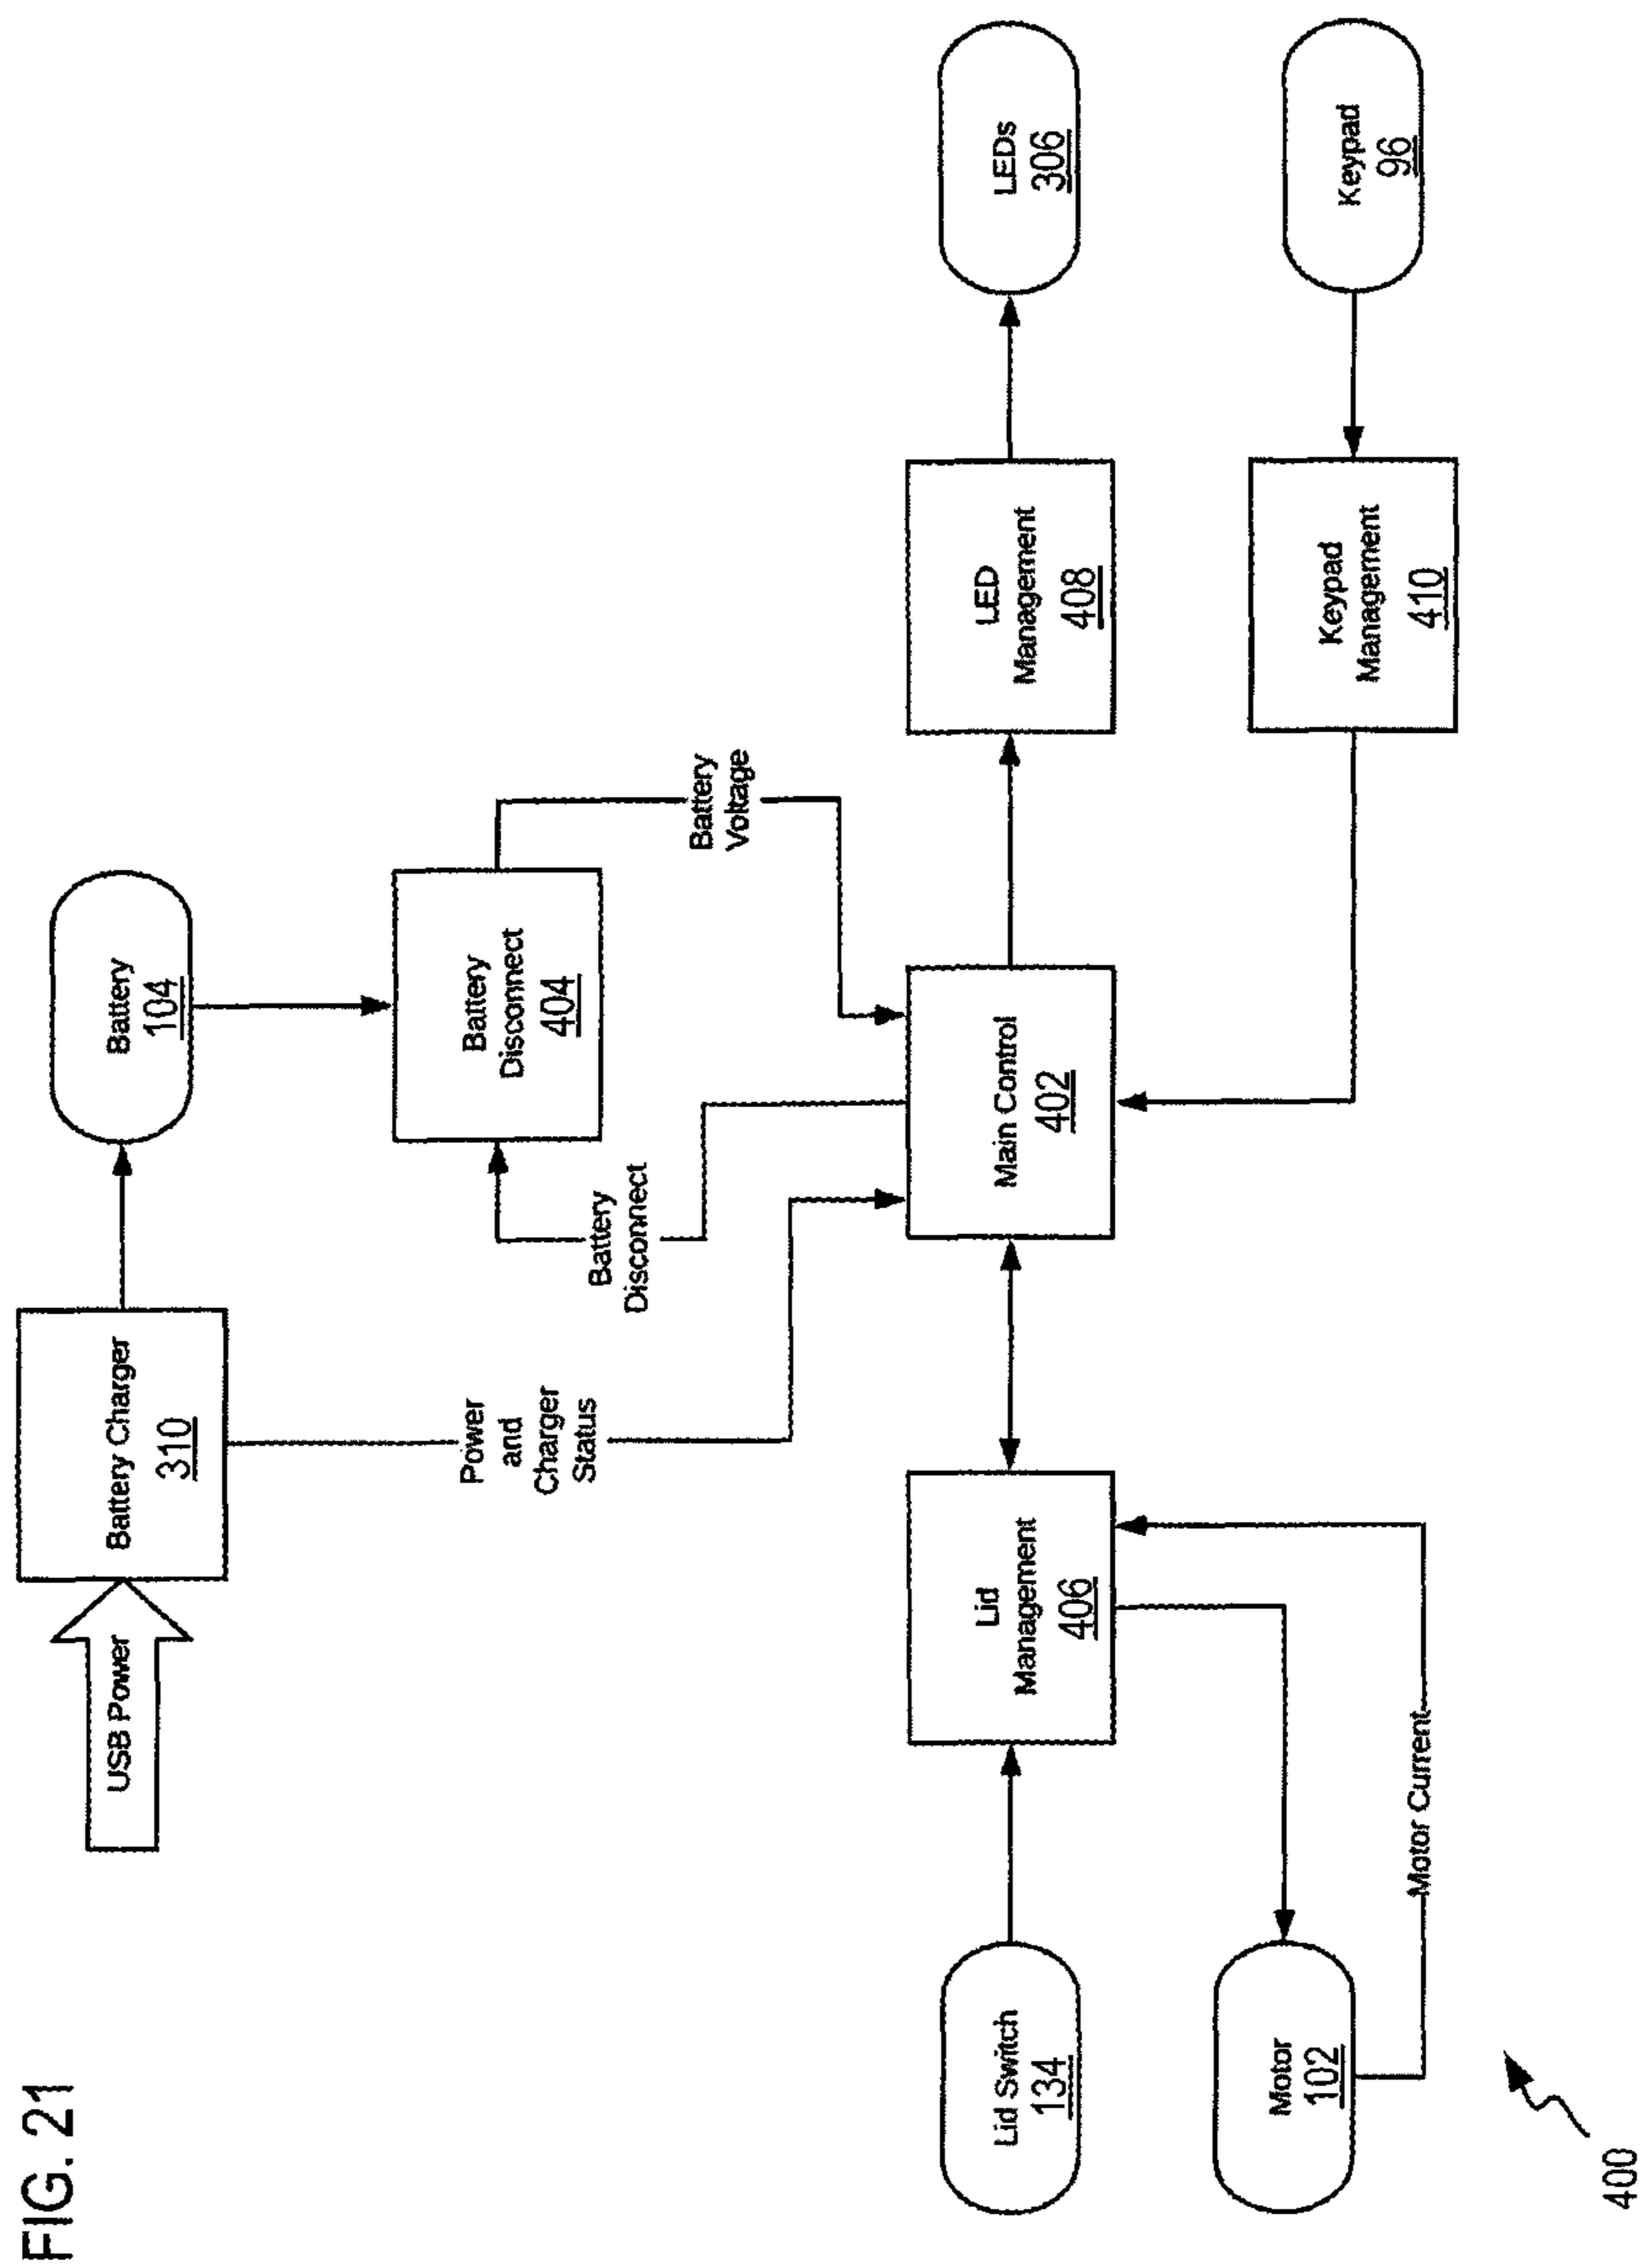 FIG. 21
USB Power
Battery Charger
310
Battery
104
Power
and
Charger
Status
Battery
Disconnect
Battery
Disconnect
404
Battery
Voltage
Lid Switch
134
Lid
Management
406
Main Control
402
LED
Management
408
LEDs
306
Motor
102
Motor Current
Keypad
Management
410
Keypad
96
400